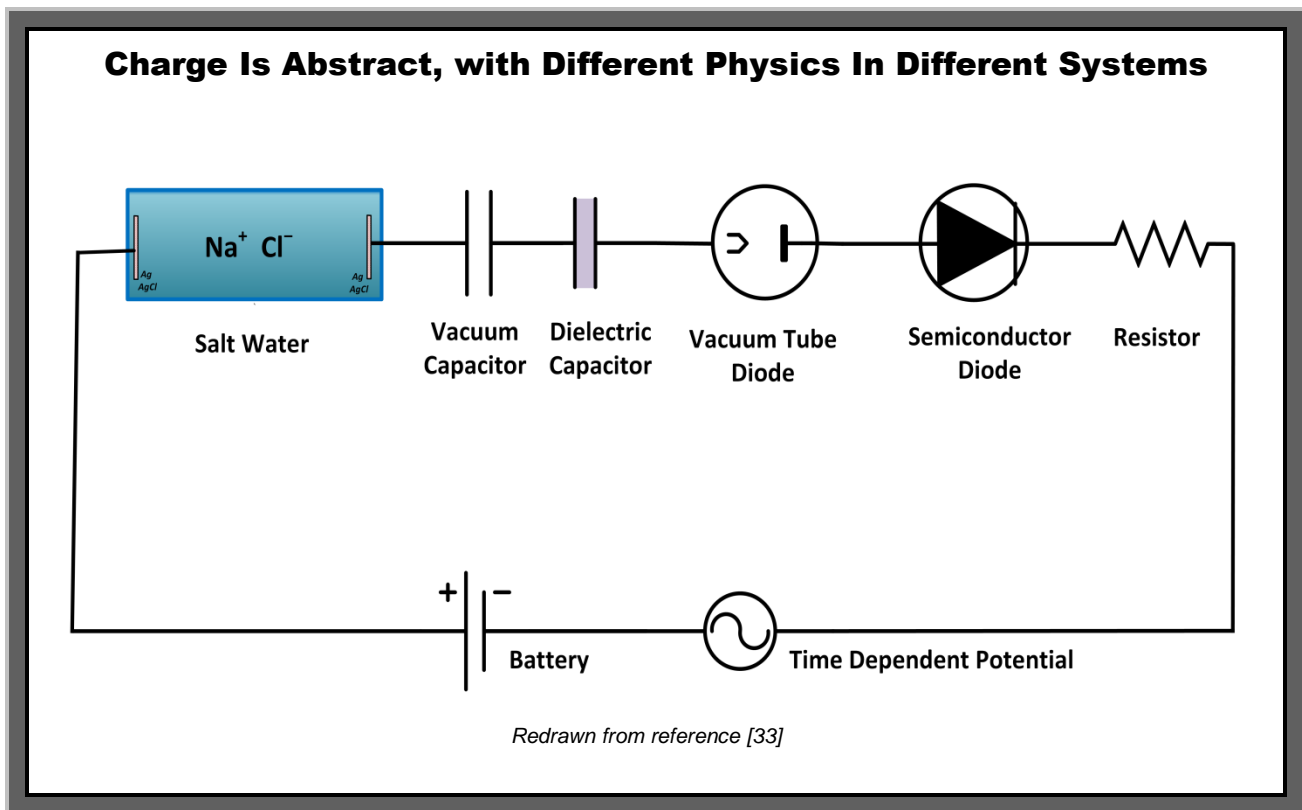 Charge Is Abstract, with Different Physics In Different Systems
Na⁺ Cl⁻
Ag
AgCl
Ag
AgCl
Salt Water
Vacuum
Capacitor
Dielectric
Capacitor
Vacuum Tube
Diode
Semiconductor
Diode
Resistor
+ −
Battery
Time Dependent Potential
Redrawn from reference [33]